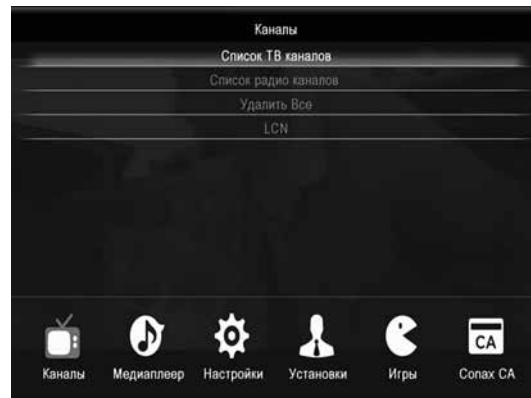 Каналы
Список ТВ каналов
Список радио каналов
Удалить Все
LCN
CA
Каналы Медиаплеер Настройки Установки Игры Conax CA